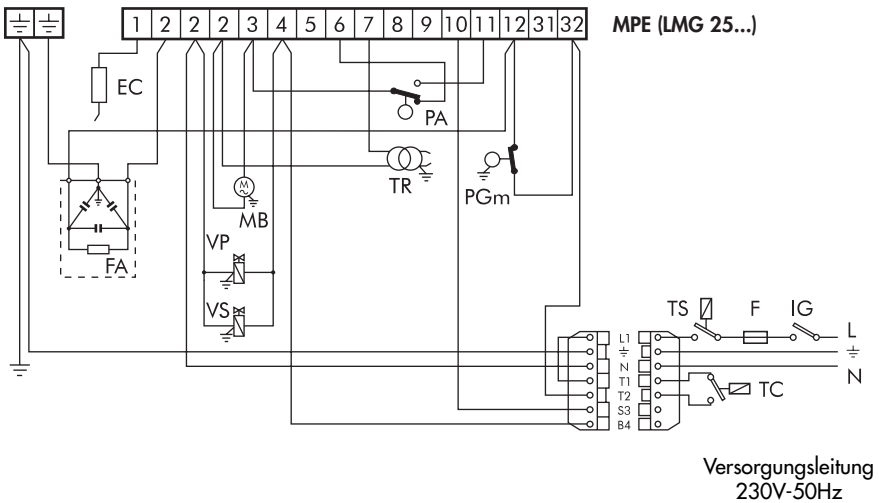 1 2 2 2 3 4 5 6 7 8 9 10 11 12 31 32 MPE (LMG 25...)
EC
PA
TR
PGm
M
MB
FA
VP
VS
TS F IG
L1 L
N N
T1
T2 TC
S3
B4
Versorgungsleitung
230V-50Hz